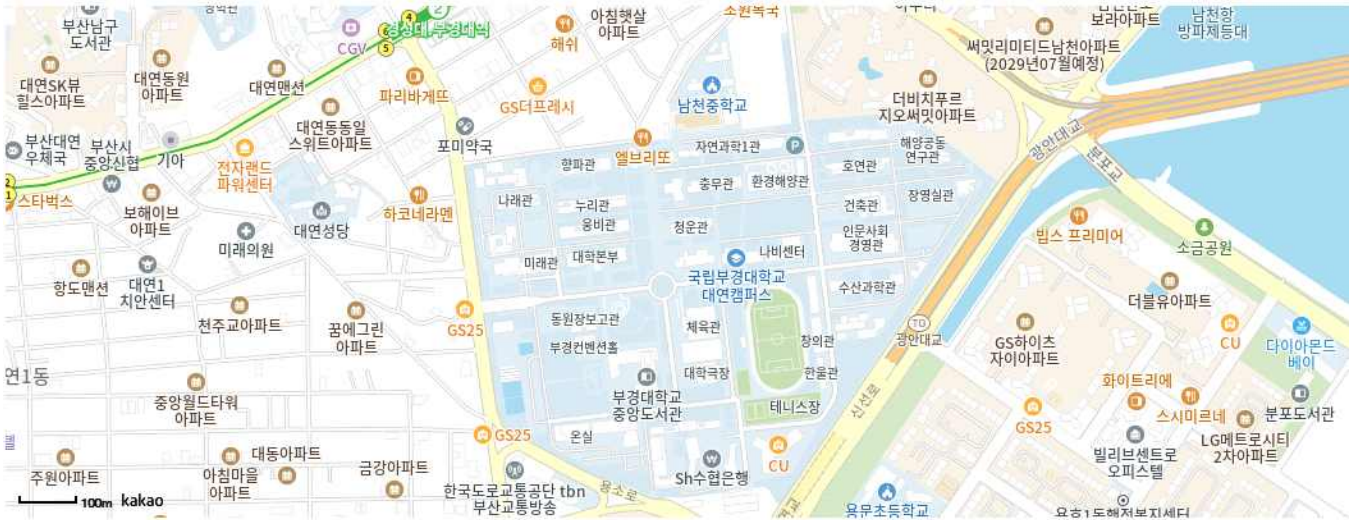 부산남구
도서관
대연SK뷰
힐스아파트
대연동원
아파트
대연맨션
CGV
4
2
6
5
경성대.부경대역
아침햇살
아파트
해쉬
파리바게뜨
GS더프레시
남천중학교
써밋리미티드남천아파트
(2029년07월예정)
보라아파트
남천항
방파제등대
더비치푸르
지오써밋아파트
광안대교
분포교
부산대연
우체국
부산시
중앙신협
기아
대연동동일
스위트아파트
전자랜드
파워센터
포미약국
엘브리또
향파관
자연과학1관
P
해양공동
연구관
호연관
충무관
환경해양관
장영실관
2
1
스타벅스
보해이브
아파트
미래의원
대연성당
하코네라멘
나래관
누리관
웅비관
청운관
건축관
인문사회
경영관
나비센터
미래관
대학본부
국립부경대학교
대연캠퍼스
수산과학관
빕스 프리미어
소금공원
더블유아파트
항도맨션
대연1
치안센터
천주교아파트
꿈에그린
아파트
GS25
동원장보고관
부경컨벤션홀
체육관
창의관
한울관
대학극장
TG
광안대교
GS하이츠
자이아파트
CU
다이아몬드
베이
연1동
중앙월드타워
아파트
부경대학교
중앙도서관
테니스장
신선로
화이트리에
스시미르네
분포도서관
GS25
GS25
온실
대동아파트
주원아파트
아침마을
아파트
금강아파트
한국도로교통공단 tbn
부산교통방송
용소로
Sh수협은행
CU
용문초등학교
빌리브센트로
오피스텔
LG메트로시티
2차아파트
용호1동행정복지센터
100m kakao